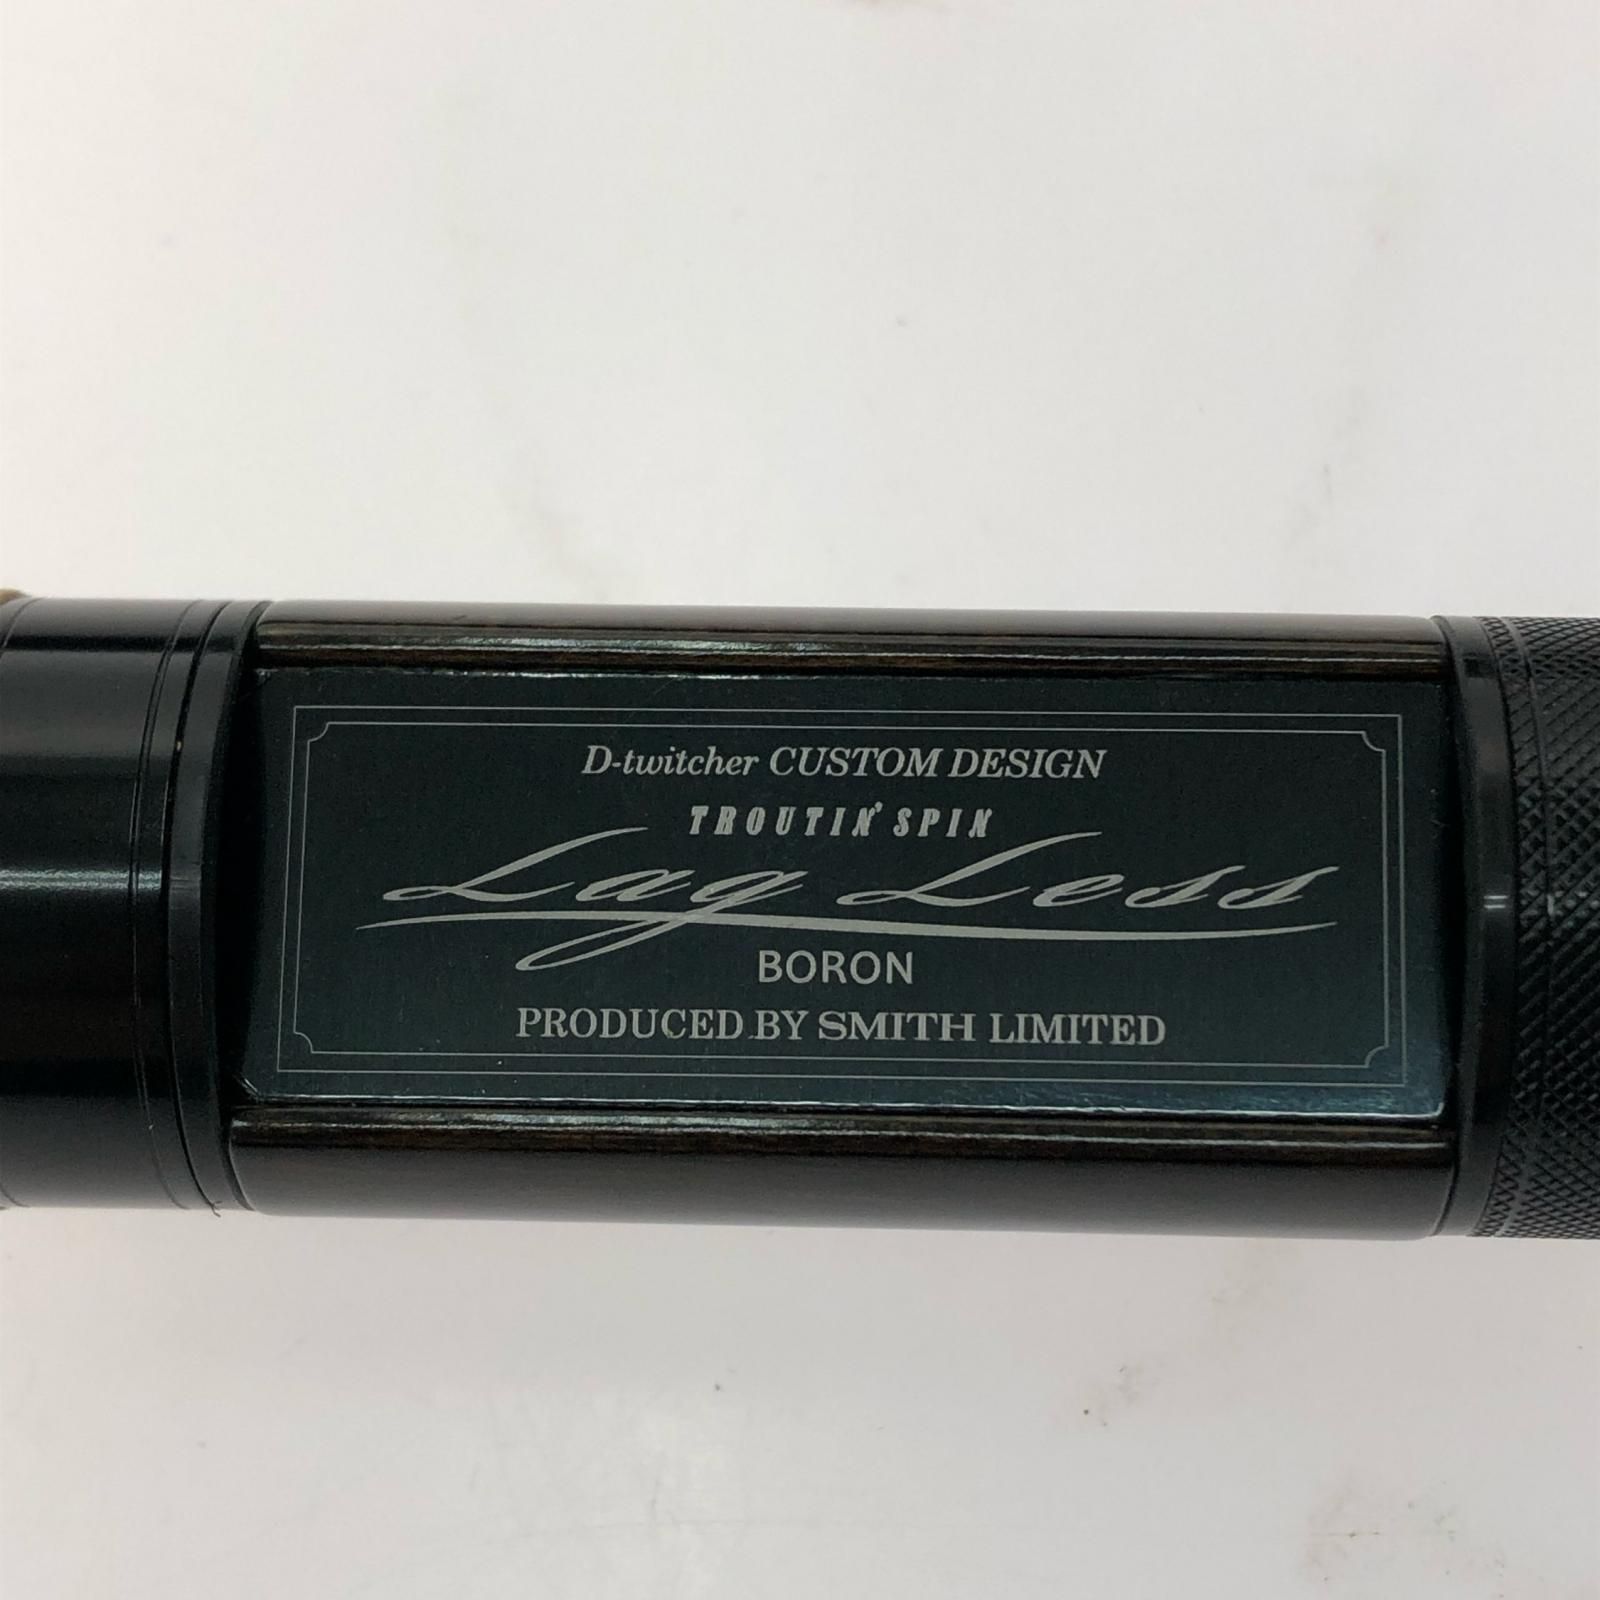 D-twitcher CUSTOM DESIGN
TROUTIN' SPIN
Lag Less
BORON
PRODUCED BY SMITH LIMITED